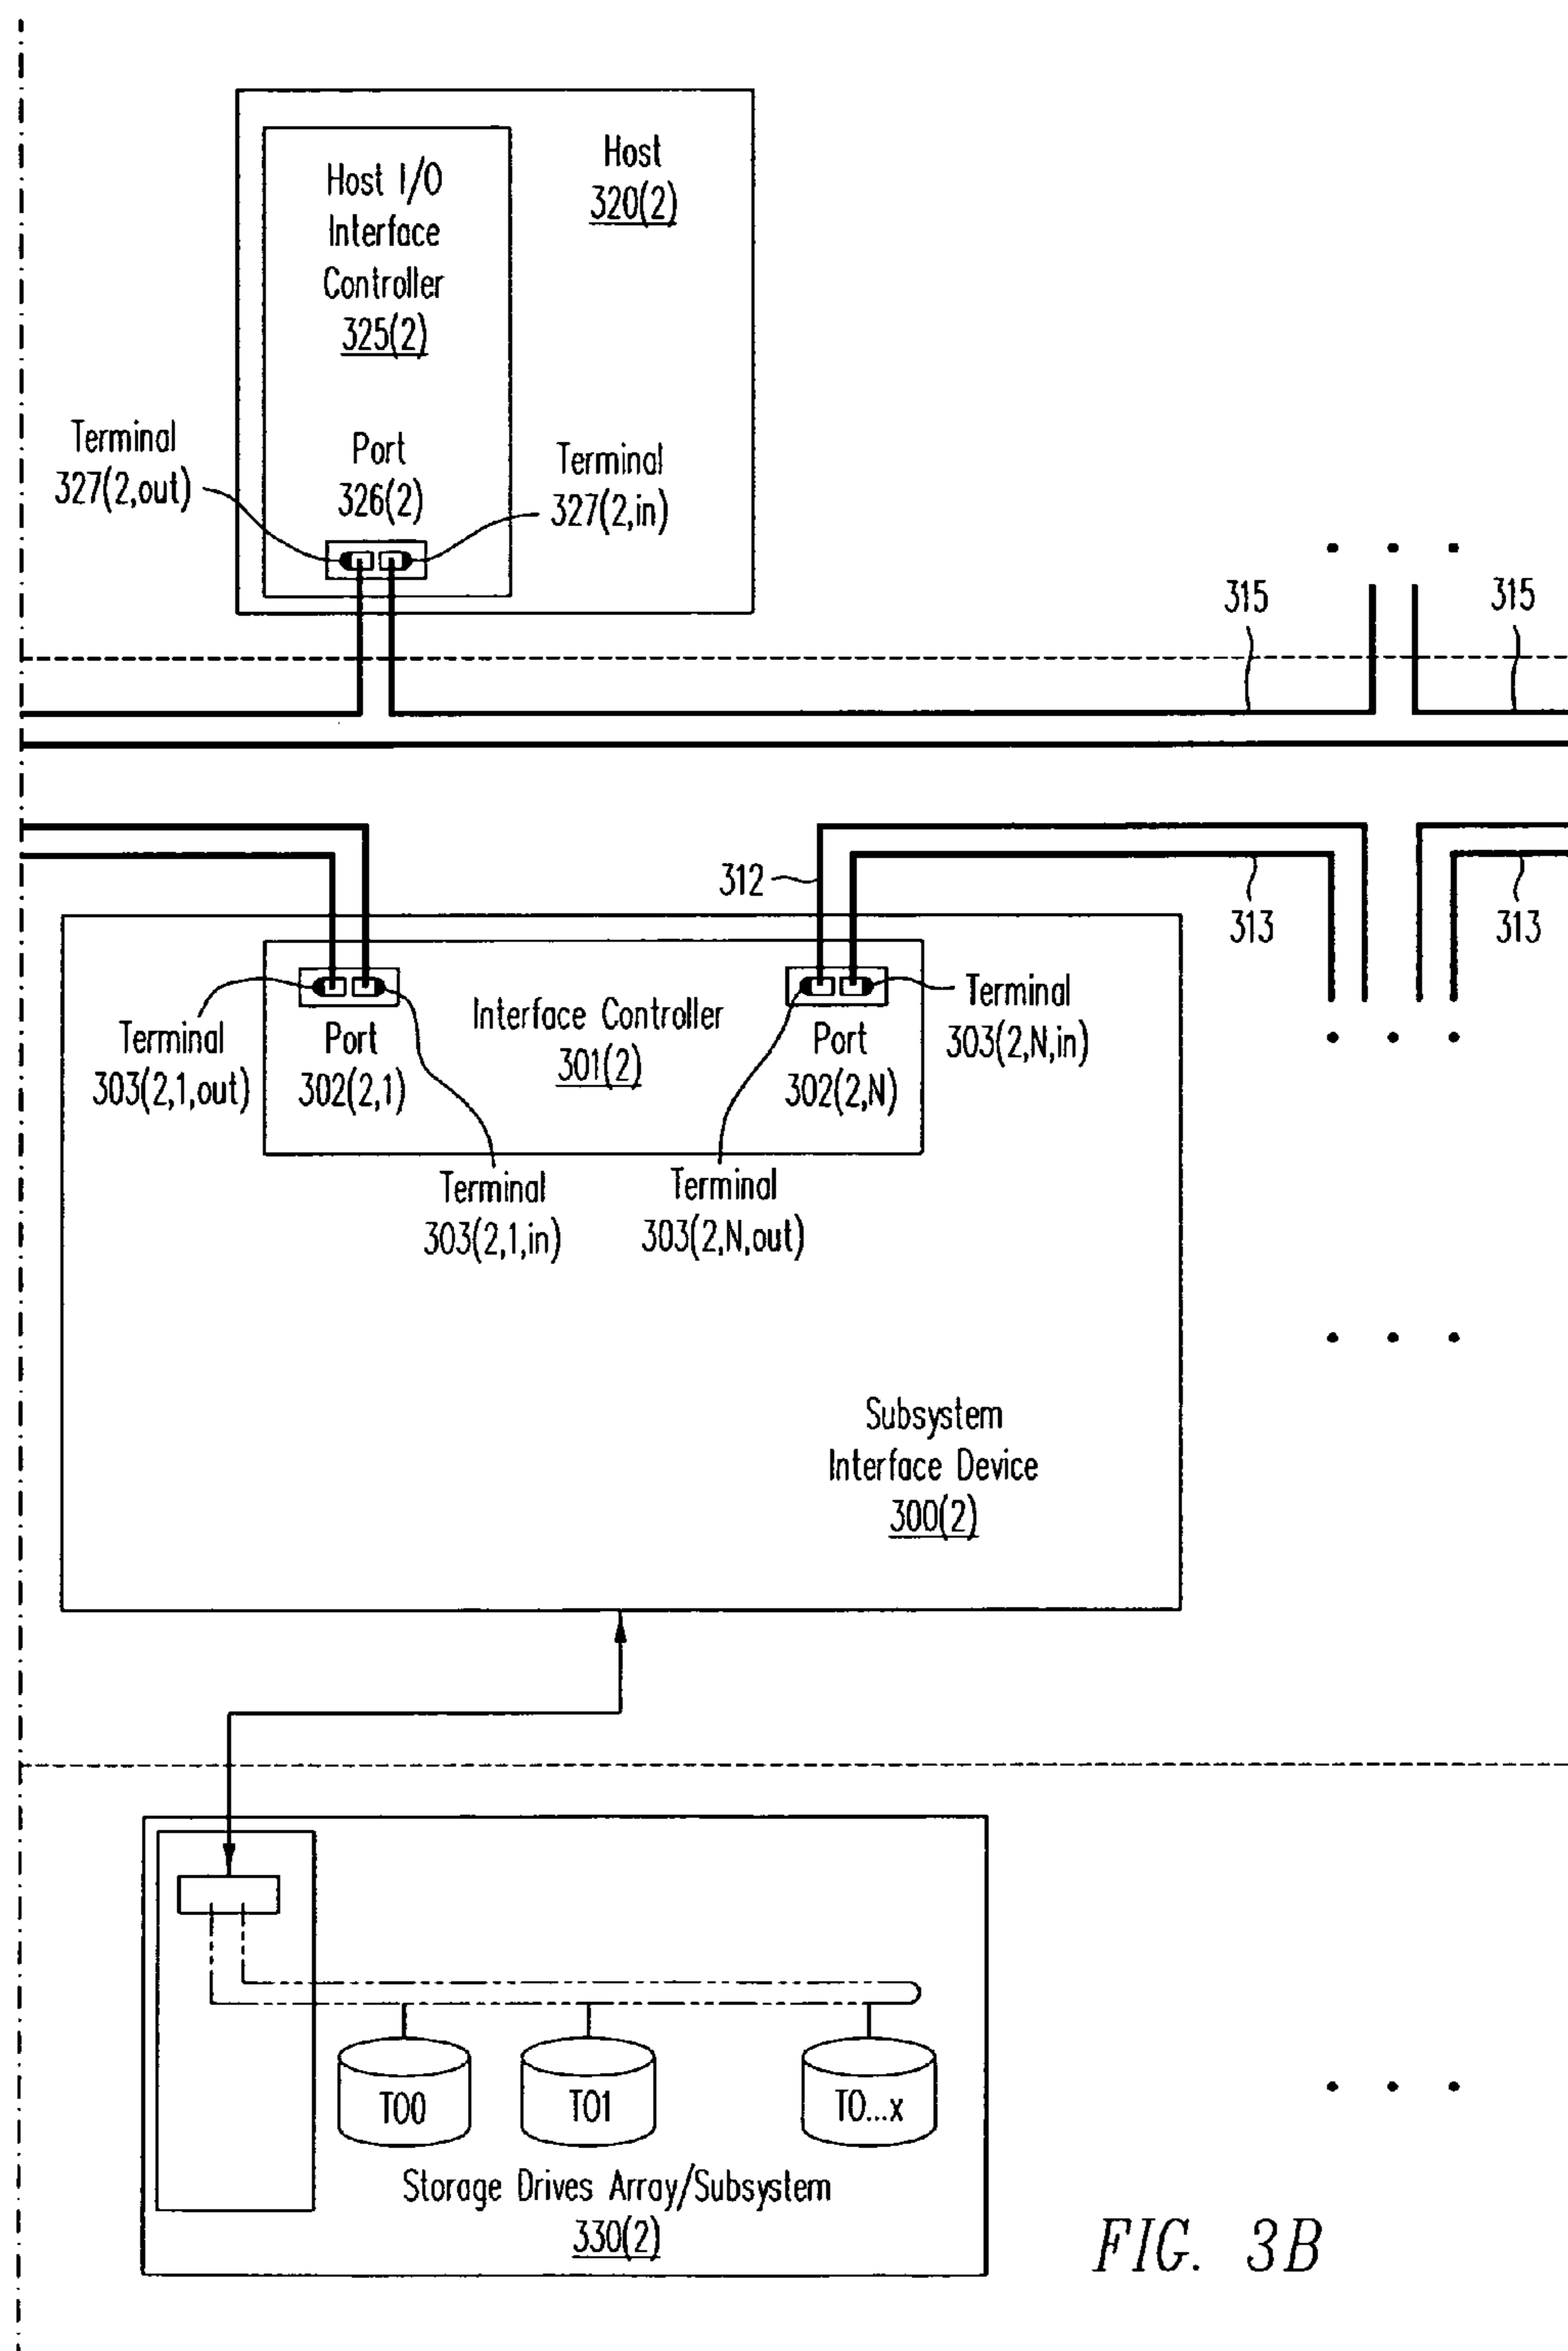 Host
320(2)
Host I/O
Interface
Controller
325(2)
Terminal
327(2,out)
Port
326(2)
Terminal
327(2,in)
315
315
312
313
313
Terminal
303(2,1,out)
Port
302(2,1)
Interface Controller
301(2)
Port
302(2,N)
Terminal
303(2,N,in)
Terminal
303(2,1,in)
Terminal
303(2,N,out)
Subsystem
Interface Device
300(2)
T00
T01
T0...x
Storage Drives Array/Subsystem
330(2)
FIG. 3B